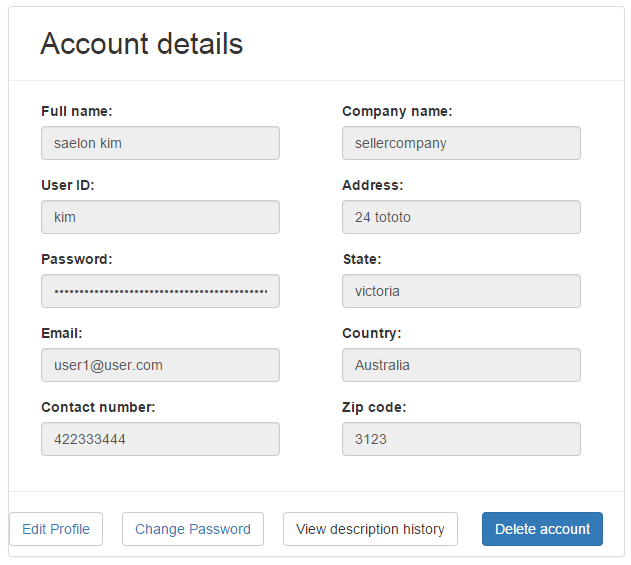 Account details
Full name:
saelon kim
Company name:
sellercompany
User ID:
kim
Address:
24 tototo
Password:
••••••••••••••••••••••••••••••••••••••••••
State:
victoria
Email:
user1@user.com
Country:
Australia
Contact number:
422333444
Zip code:
3123
Edit Profile
Change Password
View description history
Delete account